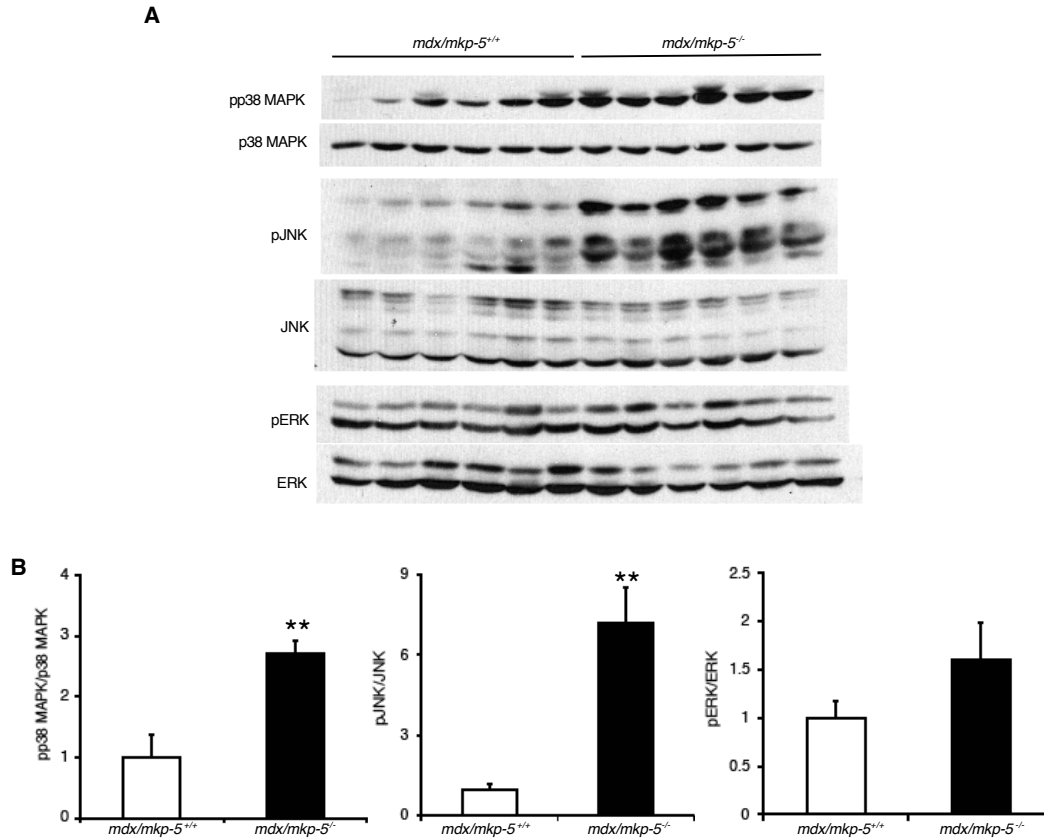 A
mdx/mkp-5+/+ mdx/mkp-5-/-
pp38 MAPK
p38 MAPK
pJNK
JNK
pERK
ERK
B
pp38 MAPK/p38 MAPK
4
3
2
1
0
**
mdx/mkp-5+/+ mdx/mkp-5/-
pJNK/JNK
9
6
3
0
**
mdx/mkp-5+/+ mdx/mkp-5-/-
pERK/ERK
2.5
2
1.5
1
0.5
0
mdx/mkp-5+/+ mdx/mkp-5-/-